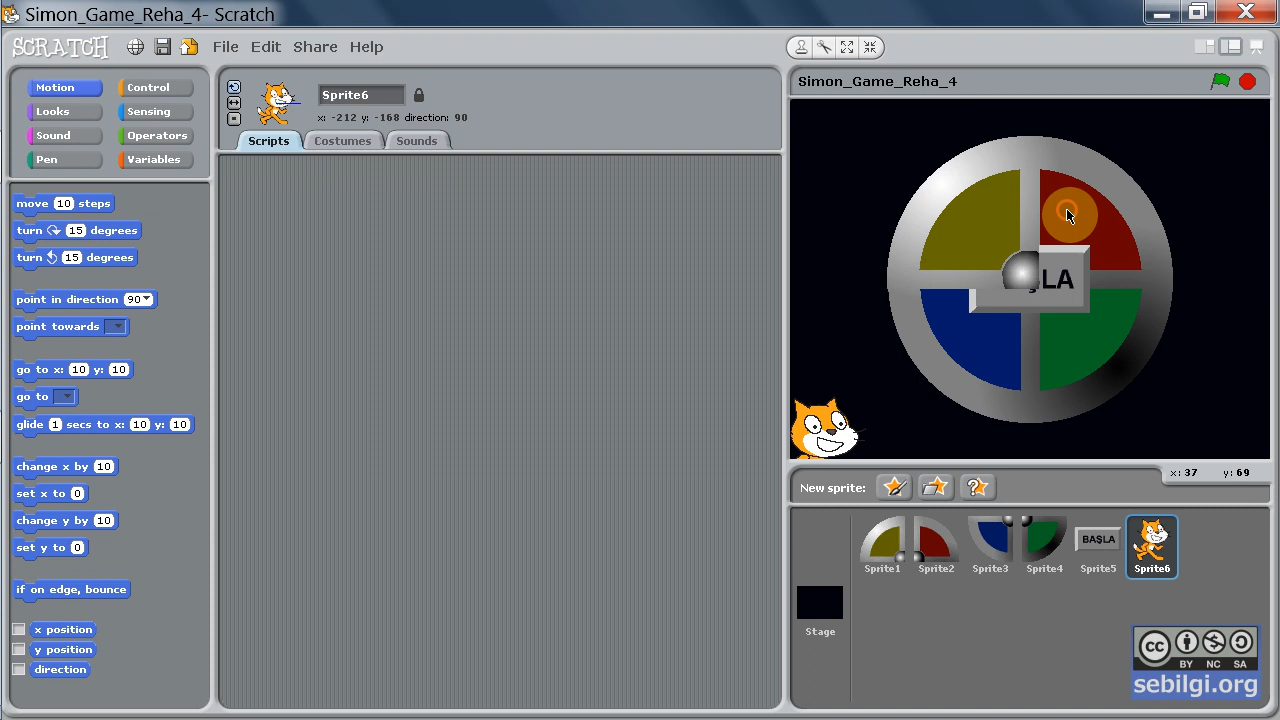 Simon_Game_Reha_4- Scratch
SCRATCH File Edit Share Help
Motion Control
Looks Sensing
Sound Operators
Pen Variables
move 10 steps
turn 15 degrees
turn 15 degrees
point in direction 90
point towards
go to x: 10 y: 10
go to
glide 1 secs to x: 10 y: 10
change x by 10
set x to 0
change y by 10
set y to 0
if on edge, bounce
x position
y position
direction
Sprite6
x: -212 y: -168 direction: 90
Scripts Costumes Sounds
Simon_Game_Reha_4
LA
x: 37 y: 69
New sprite:
BAŞLA
Sprite1 Sprite2 Sprite3 Sprite4 Sprite5 Sprite6
Stage
cc
BY NC SA
sebilgi.org